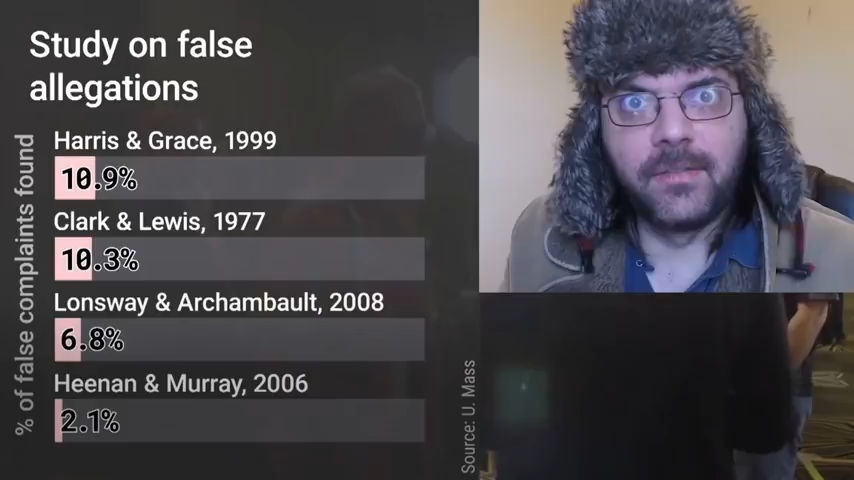 Study on false
allegations
% of false complaints found
Harris & Grace, 1999
10.9%
Clark & Lewis, 1977
10.3%
Lonsway & Archambault, 2008
6.8%
Heenan & Murray, 2006
2.1%
Source: U. Mass